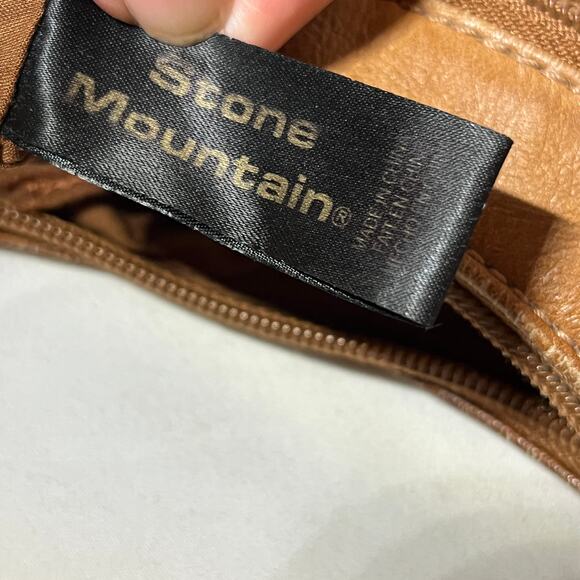 Stone
Mountain®
MADE IN CHINA
FAIT EN CHINE